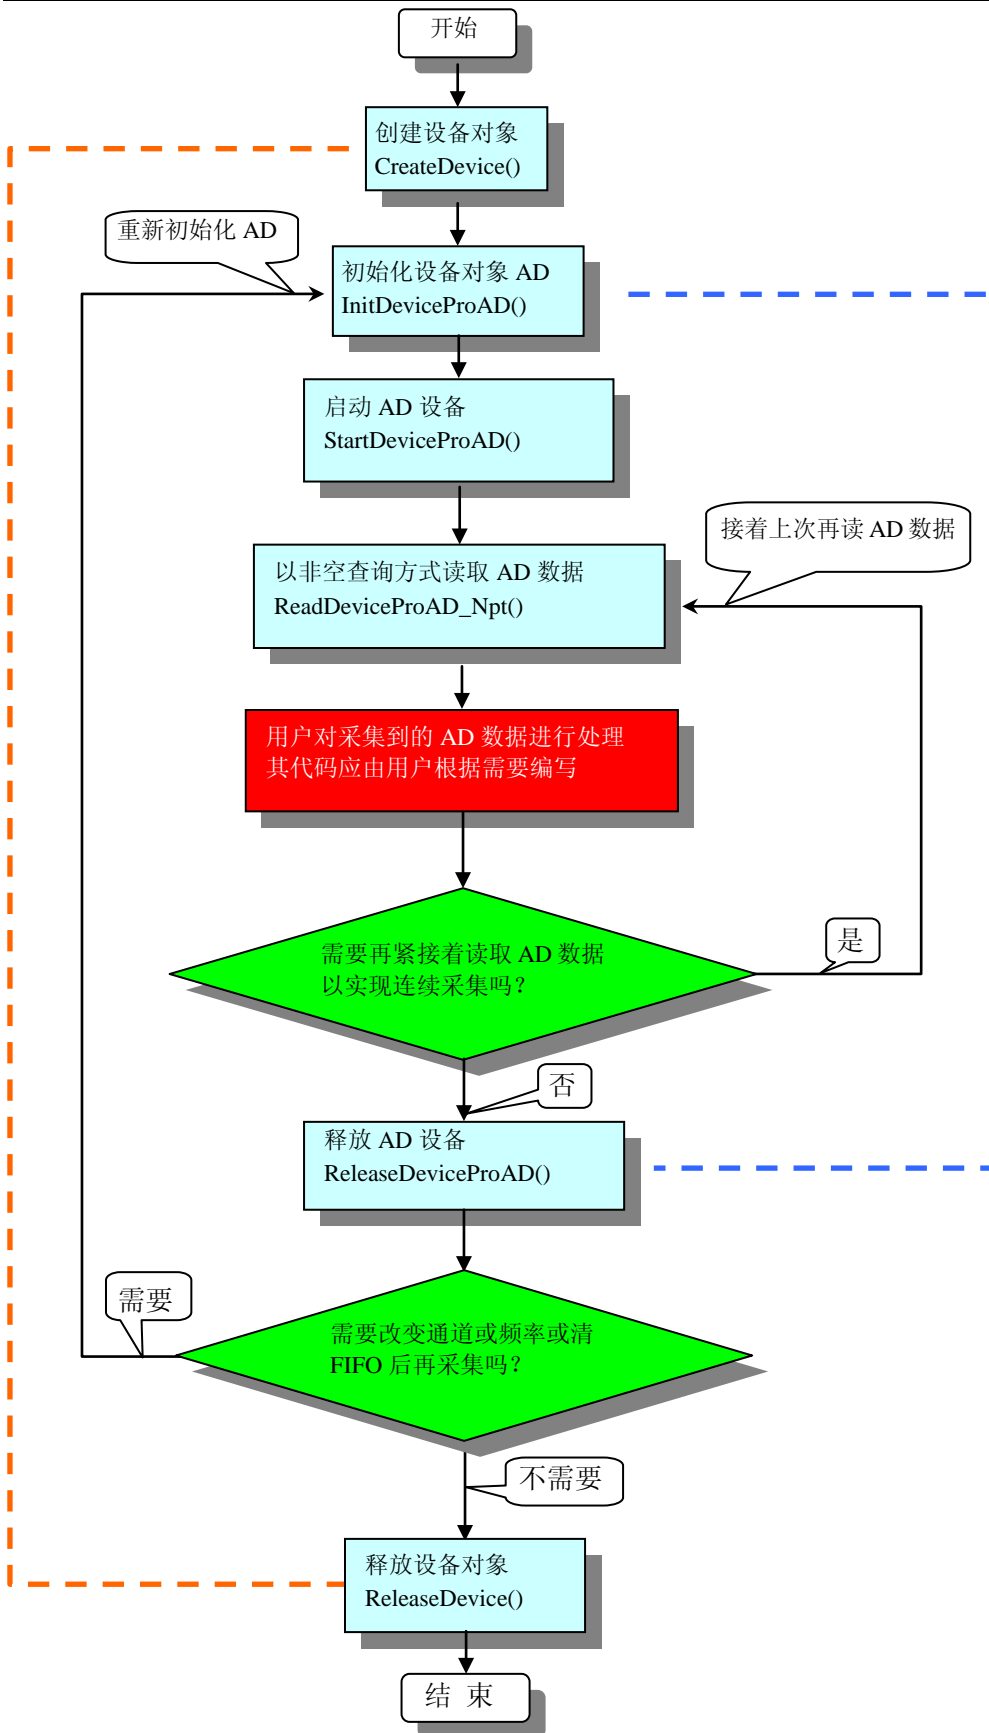 开始
创建设备对象
CreateDevice()
重新初始化 AD
初始化设备对象 AD
InitDeviceProAD()
启动 AD 设备
StartDeviceProAD()
接着上次再读 AD 数据
以非空查询方式读取 AD 数据
ReadDeviceProAD_Npt()
用户对采集到的 AD 数据进行处理
其代码应由用户根据需要编写
需要再紧接着读取 AD 数据
以实现连续采集吗？
是
否
释放 AD 设备
ReleaseDeviceProAD()
需要
需要改变通道或频率或清
FIFO 后再采集吗？
不需要
释放设备对象
ReleaseDevice()
结 束